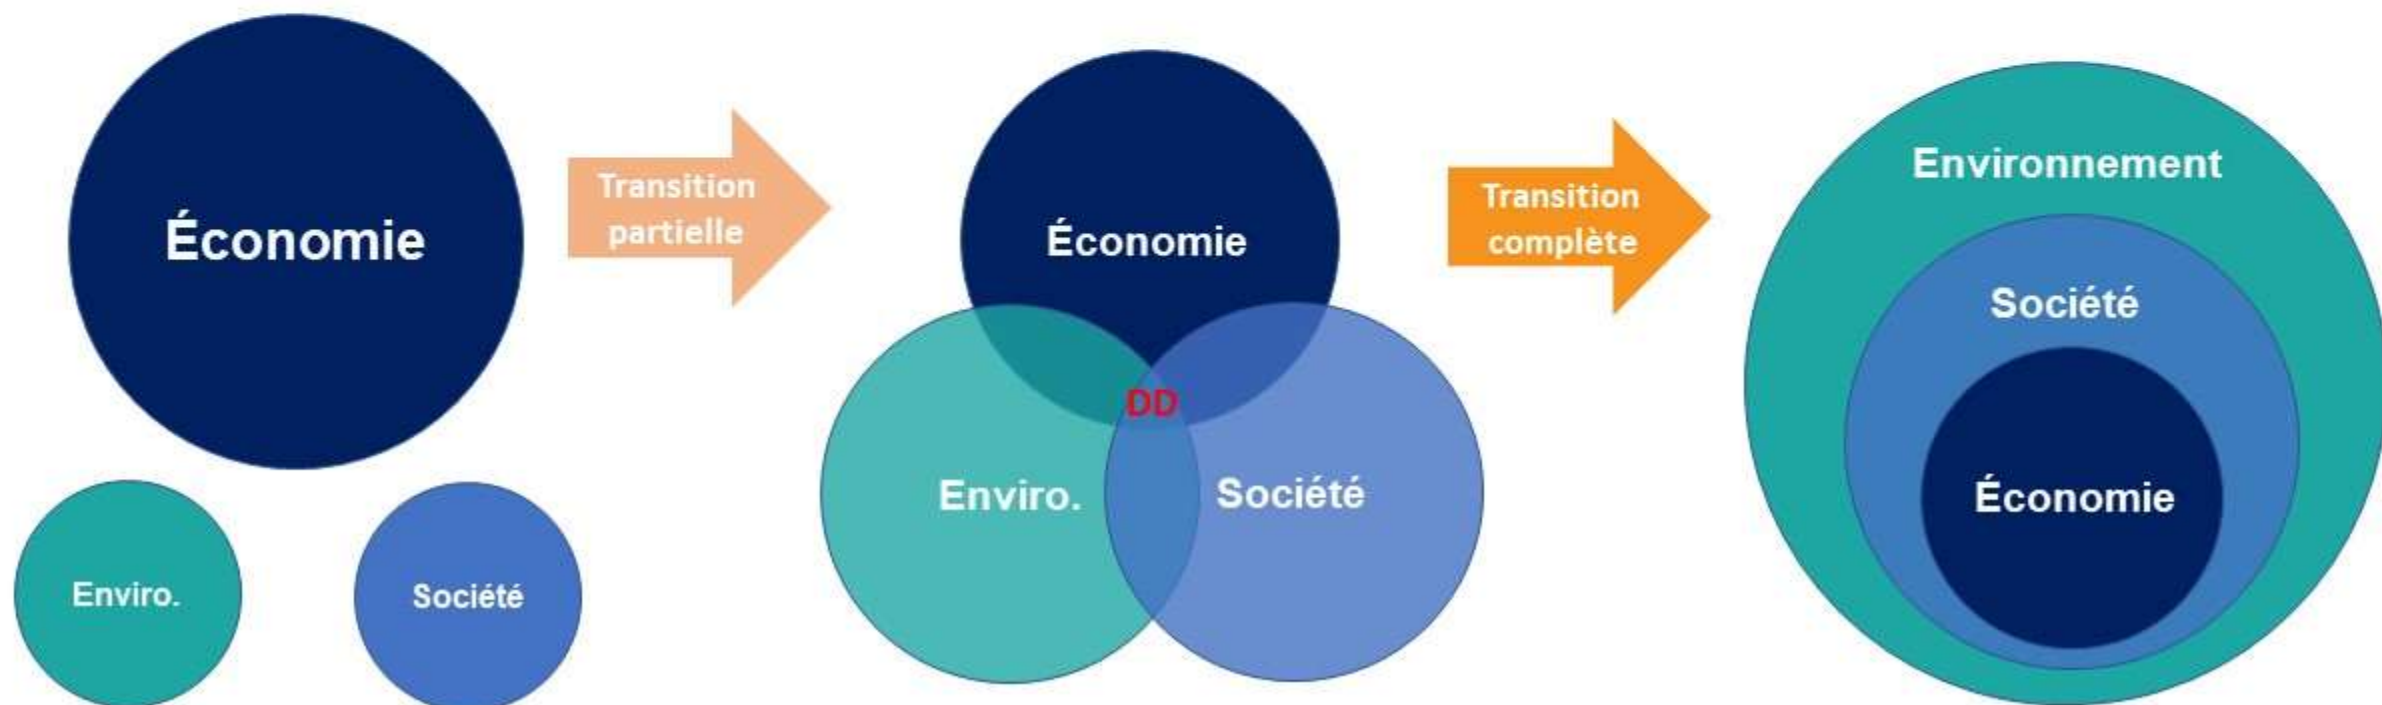 Économie
Enviro.
Société
Transition
partielle
Économie
DD
Enviro.
Société
Transition
complète
Environnement
Société
Économie